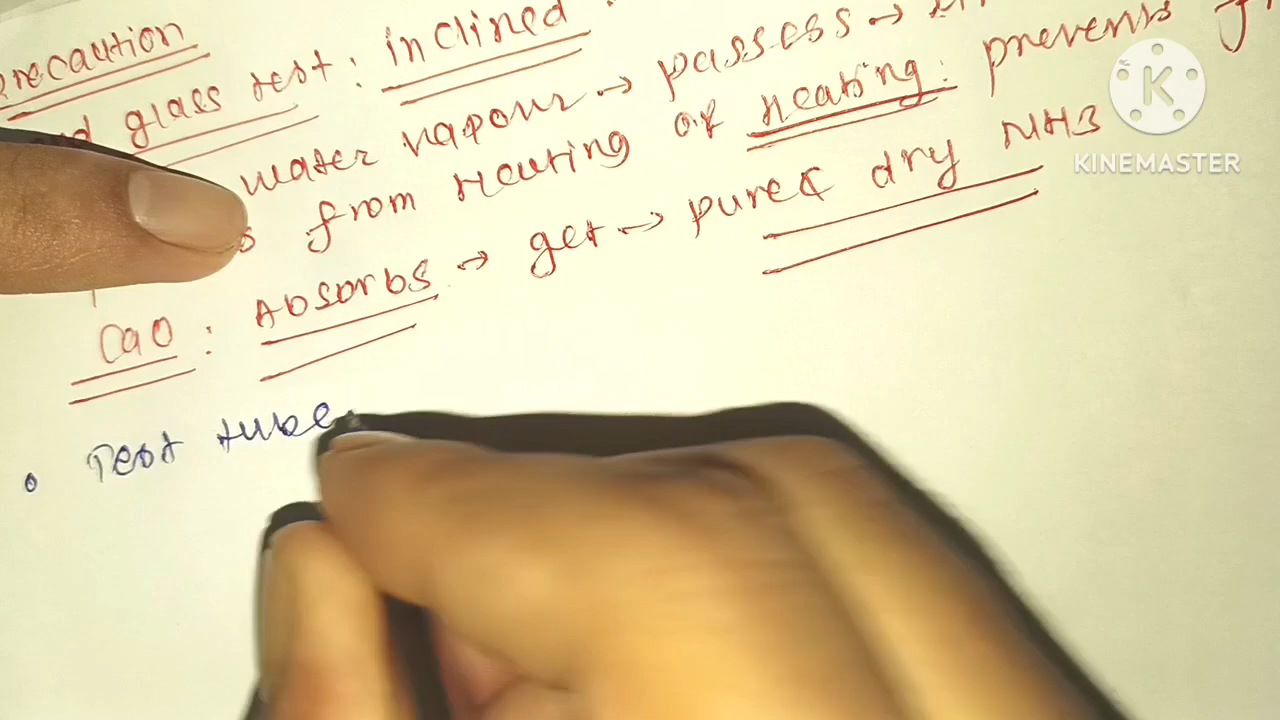 Precaution
glass test : inclined
water vapour → passess →
from Heating of Heating : prevents
CaO : Absorbs → get → pure & dry NH3
• Test tube
KINEMASTER